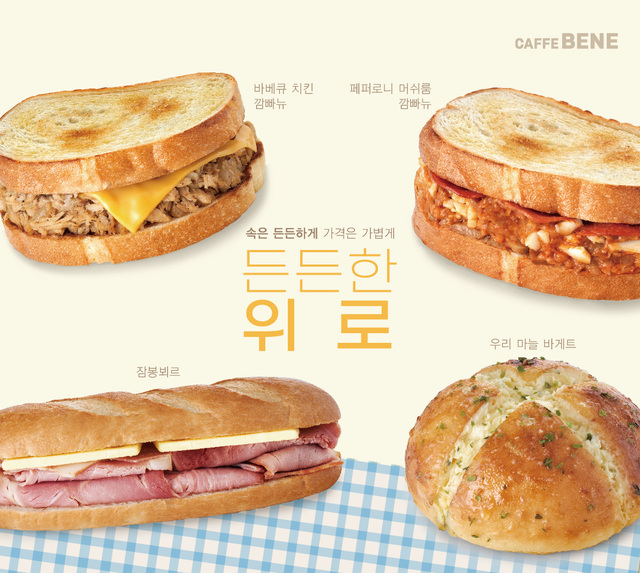 CAFFE BENE
바베큐 치킨
깜빠뉴
페퍼로니 머쉬룸
깜빠뉴
속은 든든하게 가격은 가볍게
든든한
위로
잠봉뵈르
우리 마늘 바게트